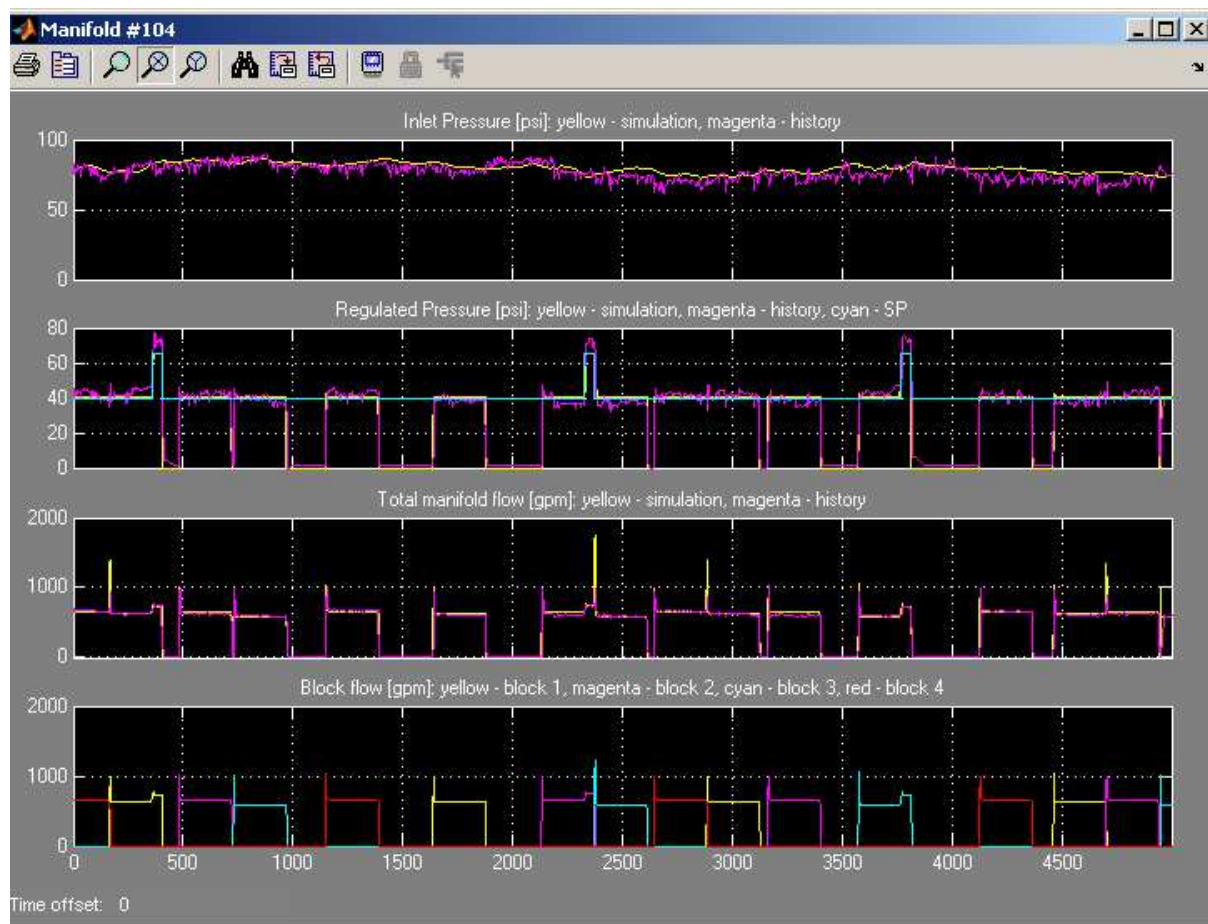 Manifold #104
Inlet Pressure [psi]: yellow - simulation, magenta - history
100
50
0
Regulated Pressure [psi]: yellow - simulation, magenta - history, cyan - SP
80
60
40
20
0
Total manifold flow [gpm]: yellow - simulation, magenta - history
2000
1000
0
Block flow [gpm]: yellow - block 1, magenta - block 2, cyan - block 3, red - block 4
2000
1000
0
0 500 1000 1500 2000 2500 3000 3500 4000 4500
Time offset: 0